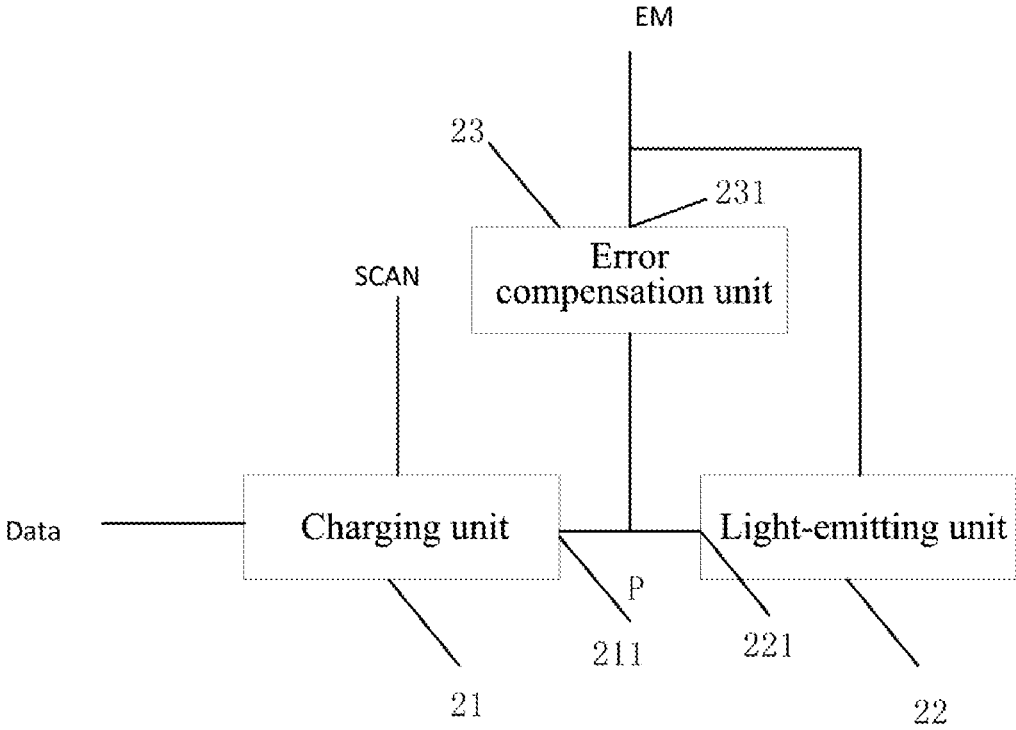 EM
23
231
Error
compensation unit
SCAN
Data
Charging unit
Light-emitting unit
P
211
221
21
22